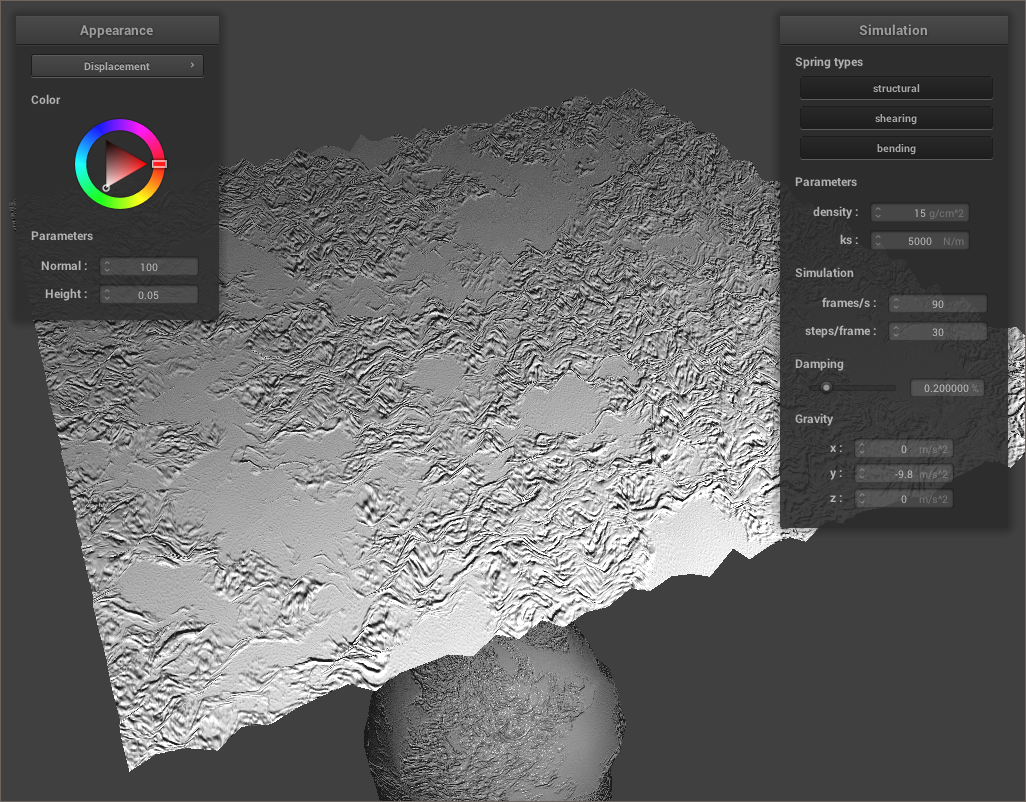 Appearance
Displacement ›
Color
Parameters
Normal : 100
Height : 0.05
Simulation
Spring types
structural
shearing
bending
Parameters
density : 15 g/cm^2
ks : 5000 N/m
Simulation
frames/s : 90
steps/frame : 30
Damping
0.200000 %
Gravity
x : 0 m/s^2
y : -9.8 m/s^2
z : 0 m/s^2